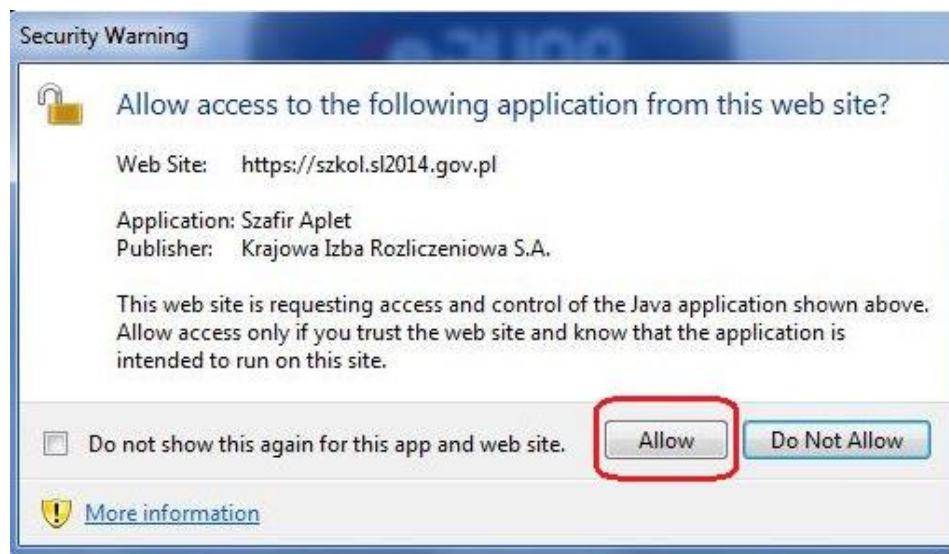 Security Warning
Allow access to the following application from this web site?
Web Site: https://szkol.sl2014.gov.pl
Application: Szafir Aplet
Publisher: Krajowa Izba Rozliczeniowa S.A.
This web site is requesting access and control of the Java application shown above.
Allow access only if you trust the web site and know that the application is
intended to run on this site.
Do not show this again for this app and web site.
Allow
Do Not Allow
More information